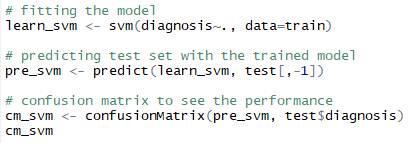 # fitting the model
learn_svm <- svm(diagnosis~., data=train)
# predicting test set with the trained model
pre_svm <- predict(learn_svm, test[,-1])
# confusion matrix to see the performance
cm_svm <- confusionMatrix(pre_svm, test$diagnosis)
cm_svm